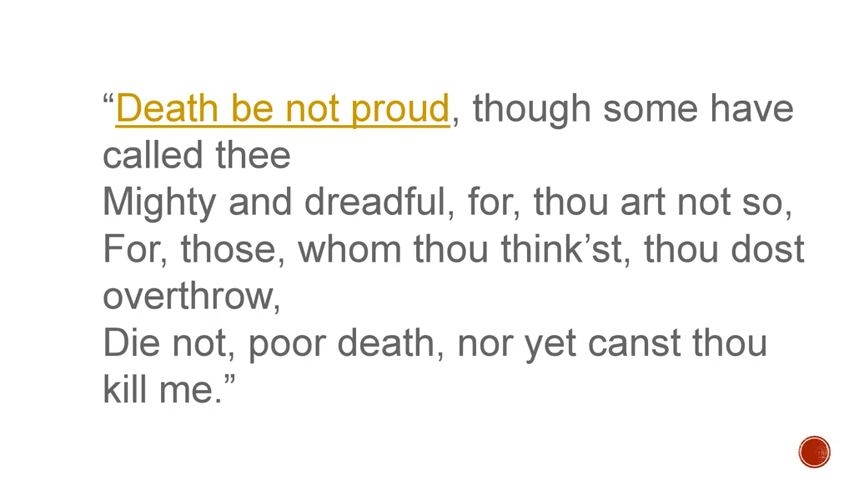 “Death be not proud, though some have
called thee
Mighty and dreadful, for, thou art not so,
For, those, whom thou think’st, thou dost
overthrow,
Die not, poor death, nor yet canst thou
kill me.”